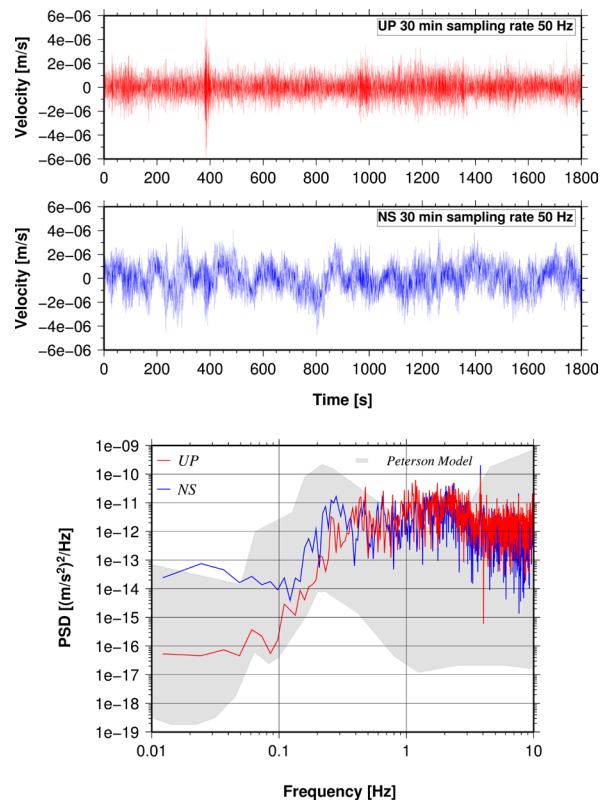 UP 30 min sampling rate 50 Hz
6e-06
4e-06
2e-06
0
−2e-06
−4e-06
6e-06
Velocity [m/s]
0 200 400 600 800 1000 1200 1400 1600 1800
NS 30 min sampling rate 50 Hz
6e-06
4e-06
2e-06
0
−2e-06
−4e-06
6e-06
Velocity [m/s]
0 200 400 600 800 1000 1200 1400 1600 1800
Time [s]
UP
NS
Peterson Model
1e-09
1e-10
1e-11
1e-12
1e-13
1e-14
1e-15
1e-16
1e-17
1e-18
1e-19
PSD [(m/s²)²/Hz]
0.01 0.1 1 10
Frequency [Hz]